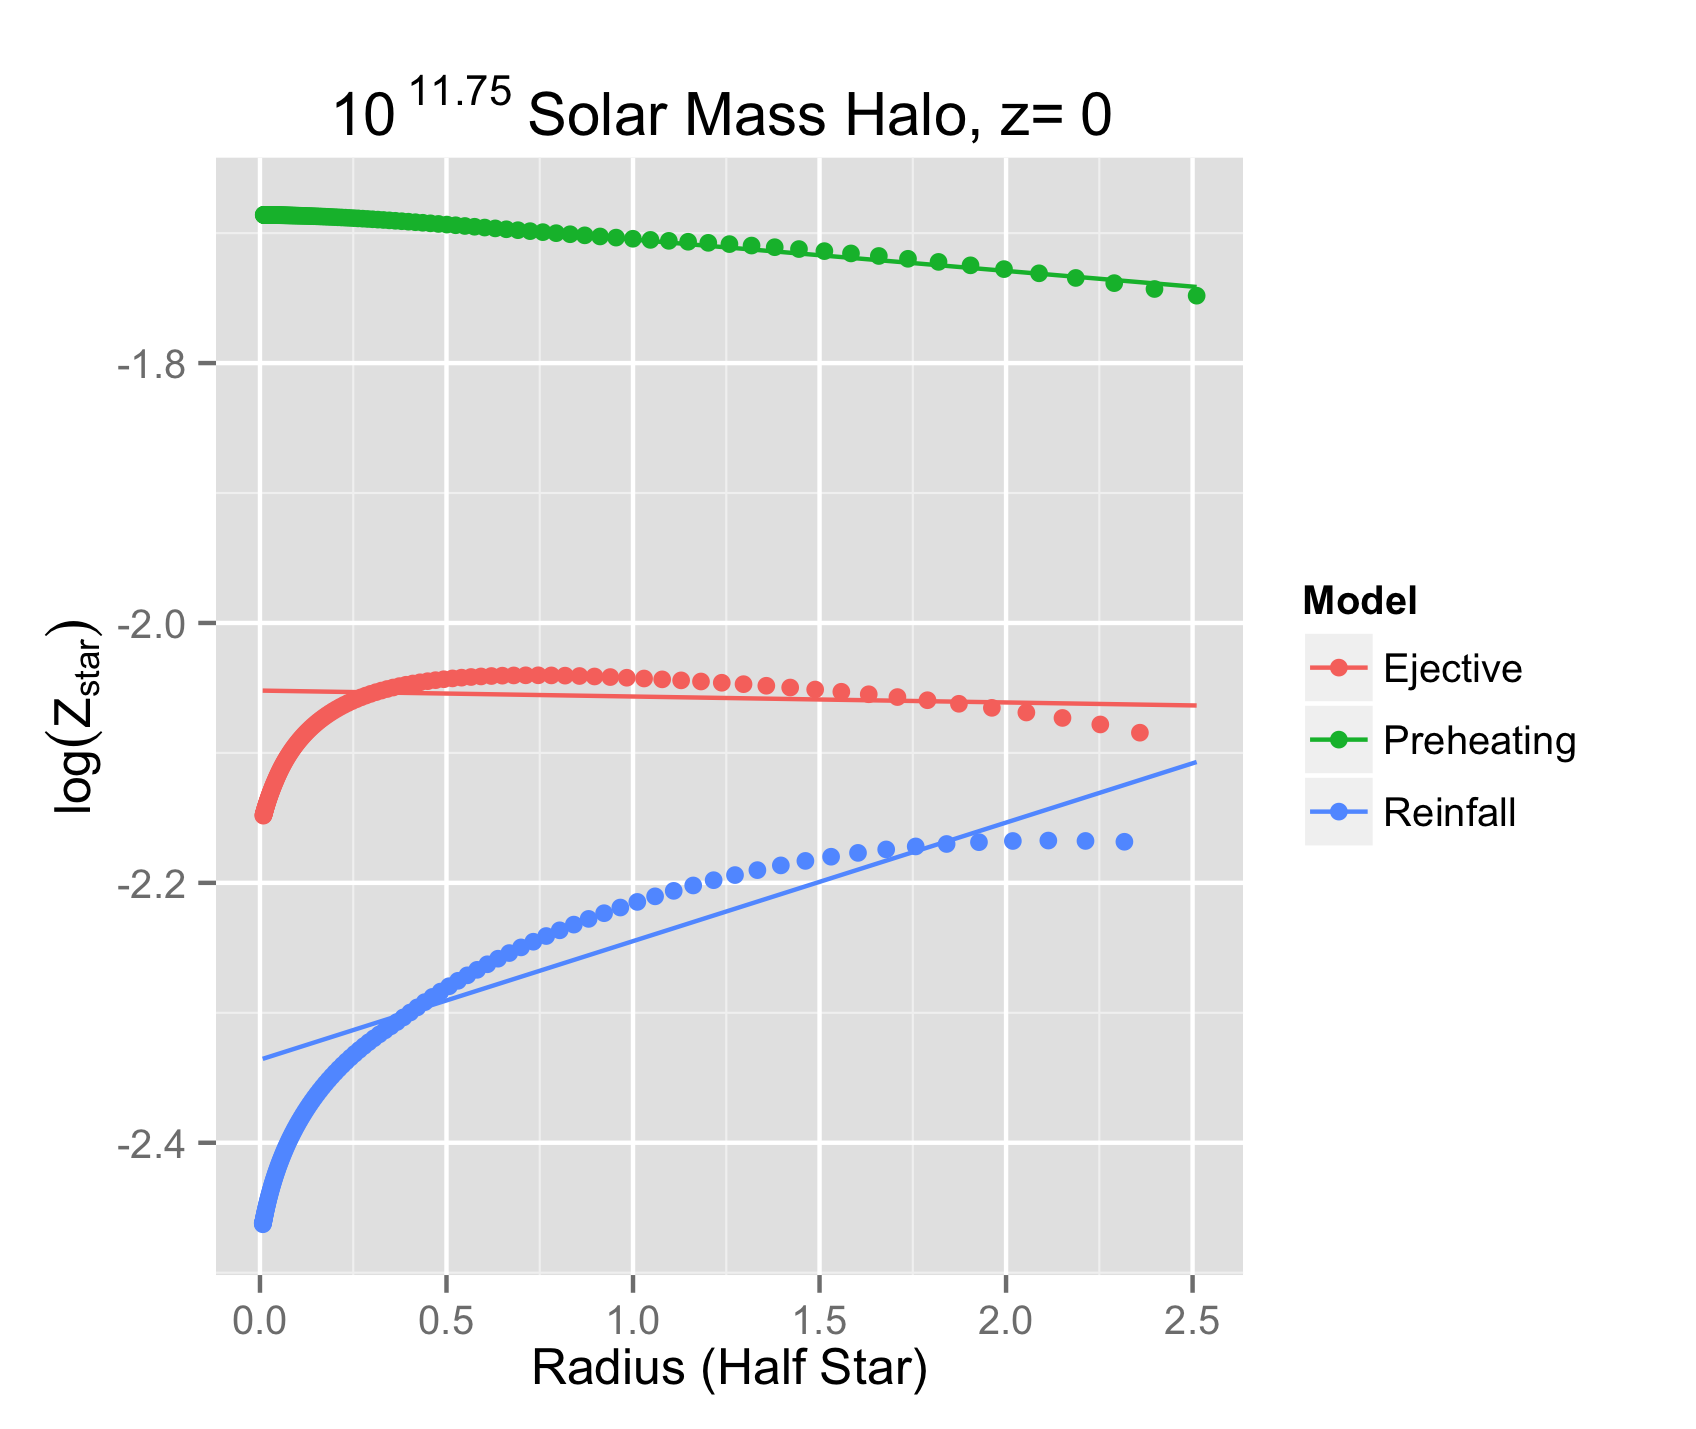 10 11.75 Solar Mass Halo, z= 0
log(Zstar)
-1.8
-2.0
-2.2
-2.4
0.0 0.5 1.0 1.5 2.0 2.5
Radius (Half Star)
Model
Ejective
Preheating
Reinfall